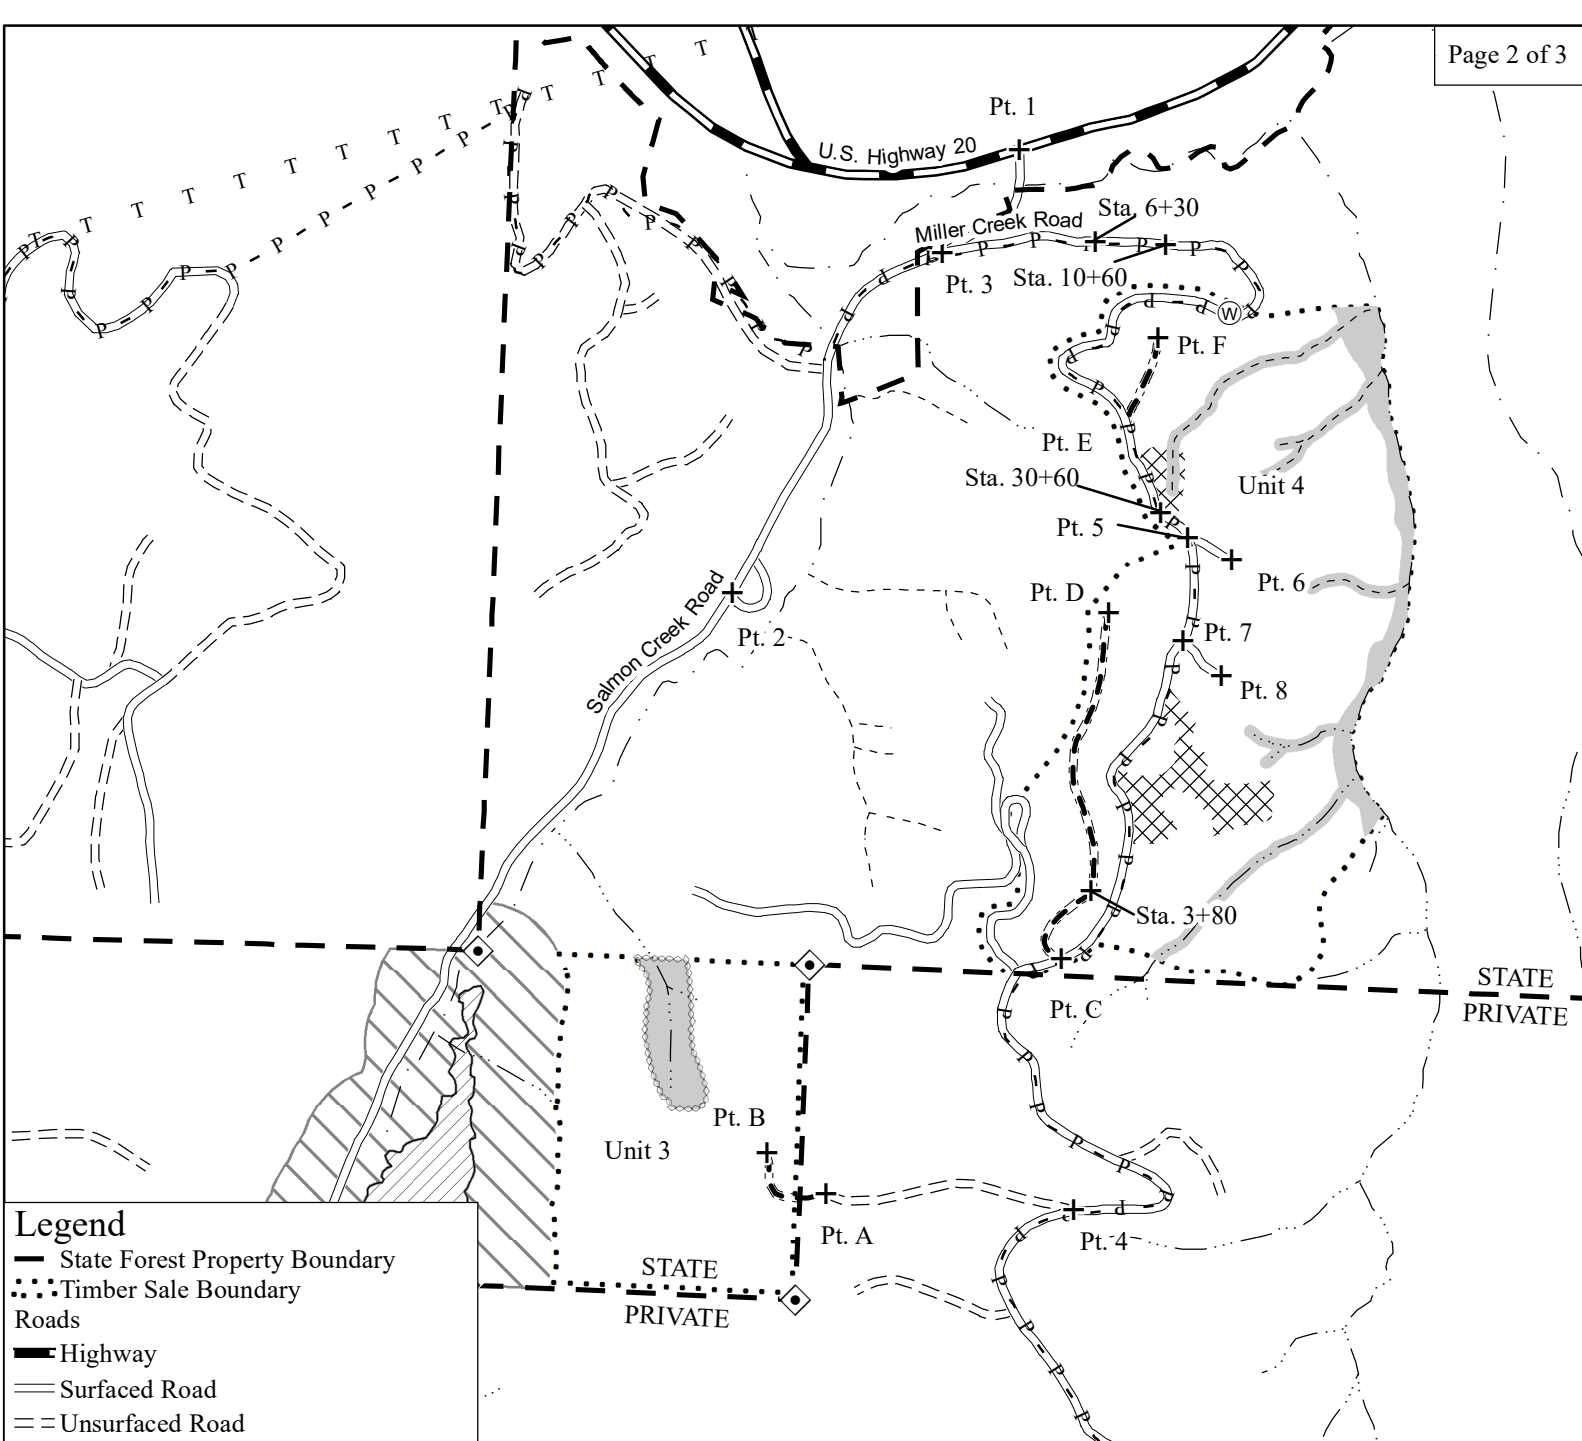 Page 2 of 3
Pt. 1
U.S. Highway 20
Sta. 6+30
Miller Creek Road
Pt. 3
Sta. 10+60
W
Pt. F
Pt. E
Sta. 30+60
Unit 4
Pt. 5
Pt. 6
Pt. D
Pt. 7
Pt. 2
Pt. 8
Salmon Creek Road
Sta. 3+80
STATE
PRIVATE
Pt. C
Pt. B
Unit 3
Pt. A
Pt. 4
STATE
PRIVATE
Legend
State Forest Property Boundary
Timber Sale Boundary
Roads
Highway
Surfaced Road
Unsurfaced Road